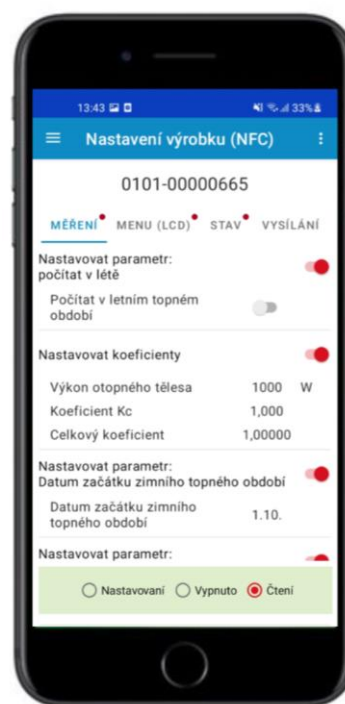 13:43 33%
Nastavení výrobku (NFC)
0101-00000665
MĚŘENÍ MENU (LCD) STAV VYSÍLÁNÍ
Nastavovat parametr:
počítat v létě
Počítat v letním topném
období
Nastavovat koeficienty
Výkon otopného tělesa 1000 W
Koeficient Kc 1,000
Celkový koeficient 1,00000
Nastavovat parametr:
Datum začátku zimního topného období
Datum začátku zimního
topného období 1.10.
Nastavovat parametr:
Nastavovaní Vypnuto Čtení